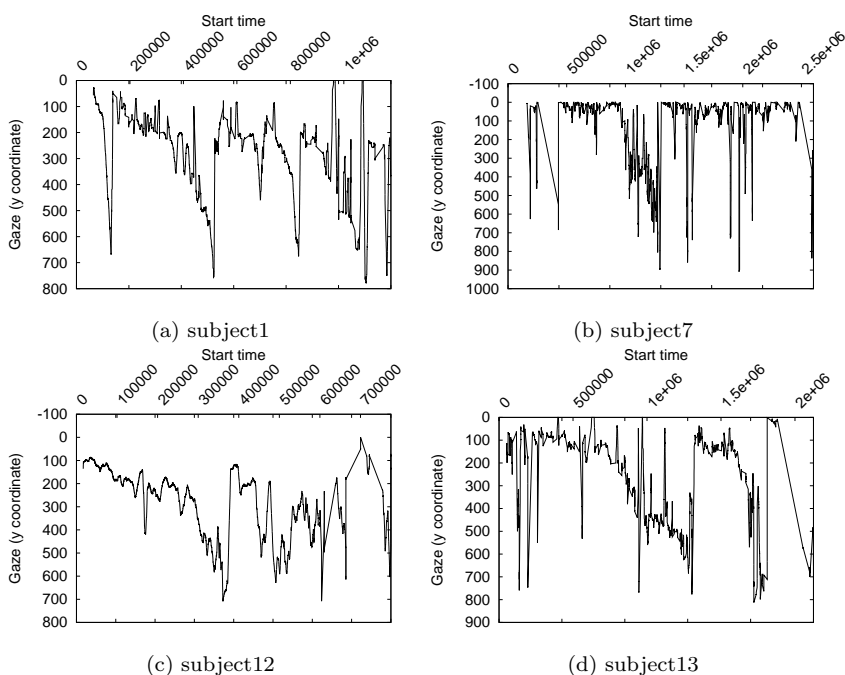 Start time
0
200000
400000
600000
800000
1e+06
Gaze (y coordinate)
0
100
200
300
400
500
600
700
800
(a) subject1
Start time
0
500000
1e+06
1.5e+06
2e+06
2.5e+06
Gaze (y coordinate)
-100
0
100
200
300
400
500
600
700
800
900
1000
(b) subject7
Start time
0
100000
200000
300000
400000
500000
600000
700000
Gaze (y coordinate)
-100
0
100
200
300
400
500
600
700
800
(c) subject12
Start time
0
500000
1e+06
1.5e+06
2e+06
Gaze (y coordinate)
0
100
200
300
400
500
600
700
800
900
(d) subject13